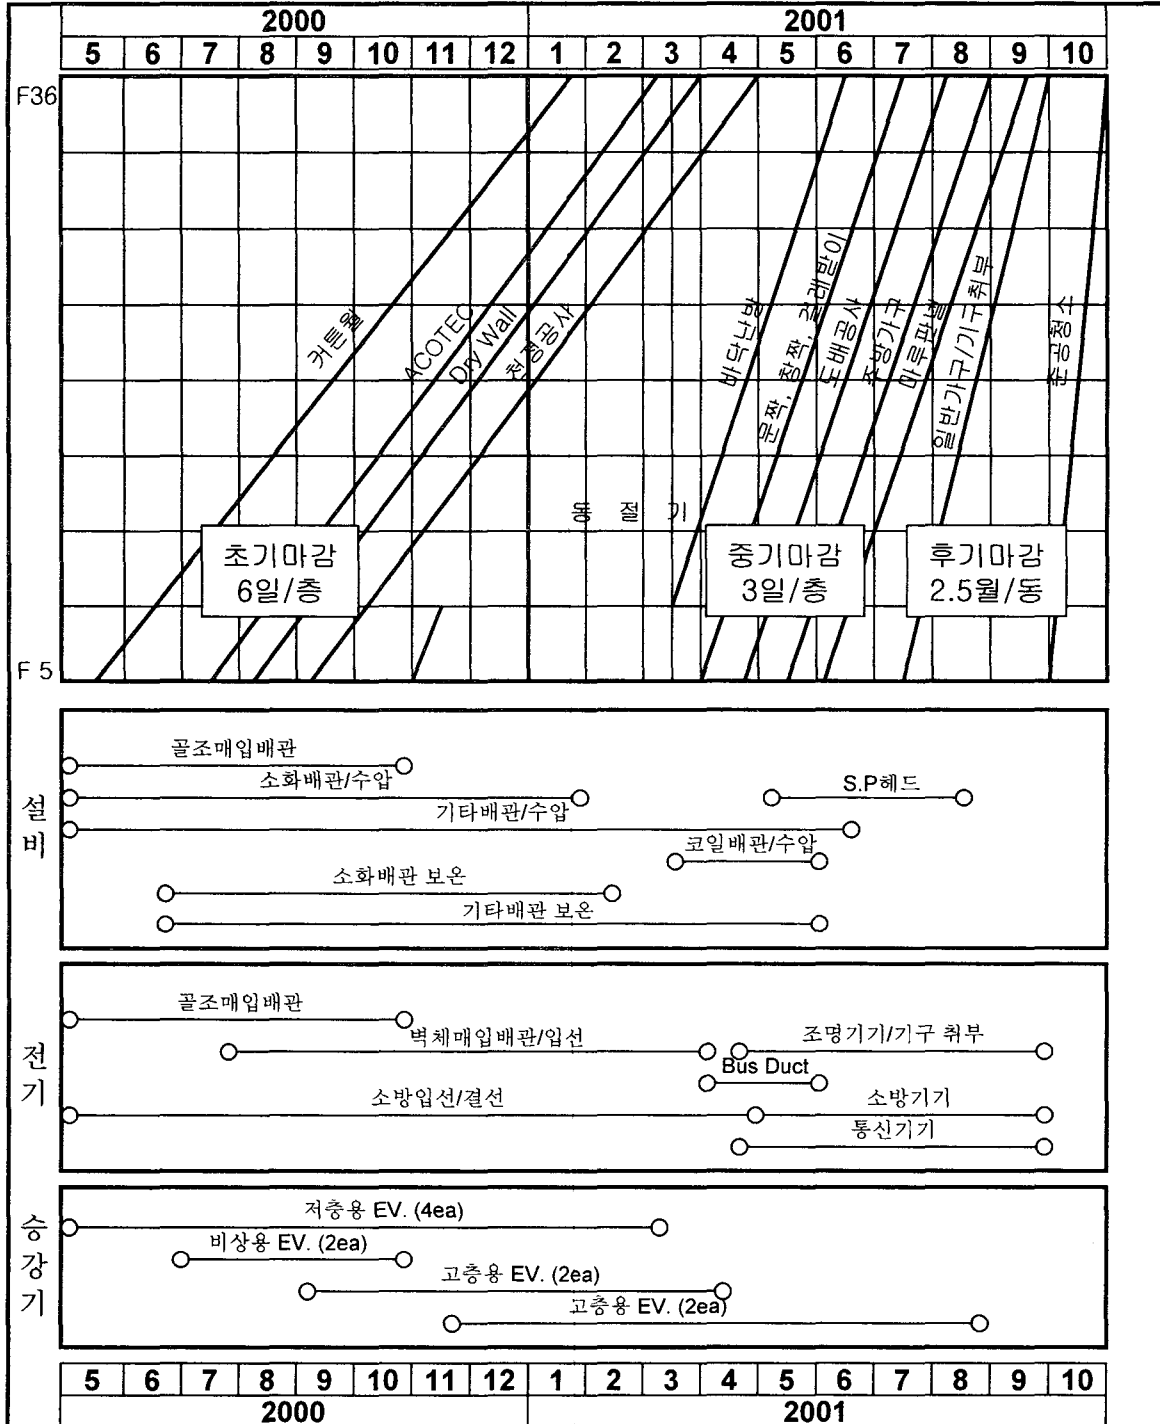 2000 2001
5 6 7 8 9 10 11 12 1 2 3 4 5 6 7 8 9 10
F36
커튼월
ACOTEC
Dry Wall
천정공사
바닥난방
문짝, 창짝, 걸레받이
도배공사
주방가구
마루판넬
일반가구/기구취부
준공청소
동 절 기
초기마감
6일/층
중기마감
3일/층
후기마감
2.5월/동
F 5
설비
골조매입배관
소화배관/수압
S.P헤드
기타배관/수압
코일배관/수압
소화배관 보온
기타배관 보온
전기
골조매입배관
벽체매입배관/입선
조명기기/기구 취부
Bus Duct
소방입선/결선
소방기기
통신기기
승강기
저층용 EV. (4ea)
비상용 EV. (2ea)
고층용 EV. (2ea)
고층용 EV. (2ea)
5 6 7 8 9 10 11 12 1 2 3 4 5 6 7 8 9 10
2000 2001